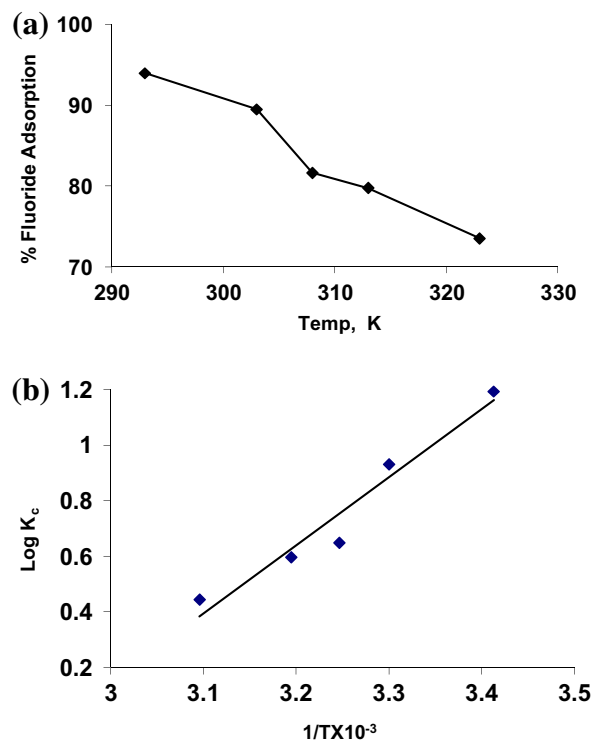 (a)
100
90
80
70
% Fluoride Adsorption
290 300 310 320 330
Temp, K
(b)
1.2
1
0.8
0.6
0.4
0.2
Log Kc
3 3.1 3.2 3.3 3.4 3.5
1/TX10-3